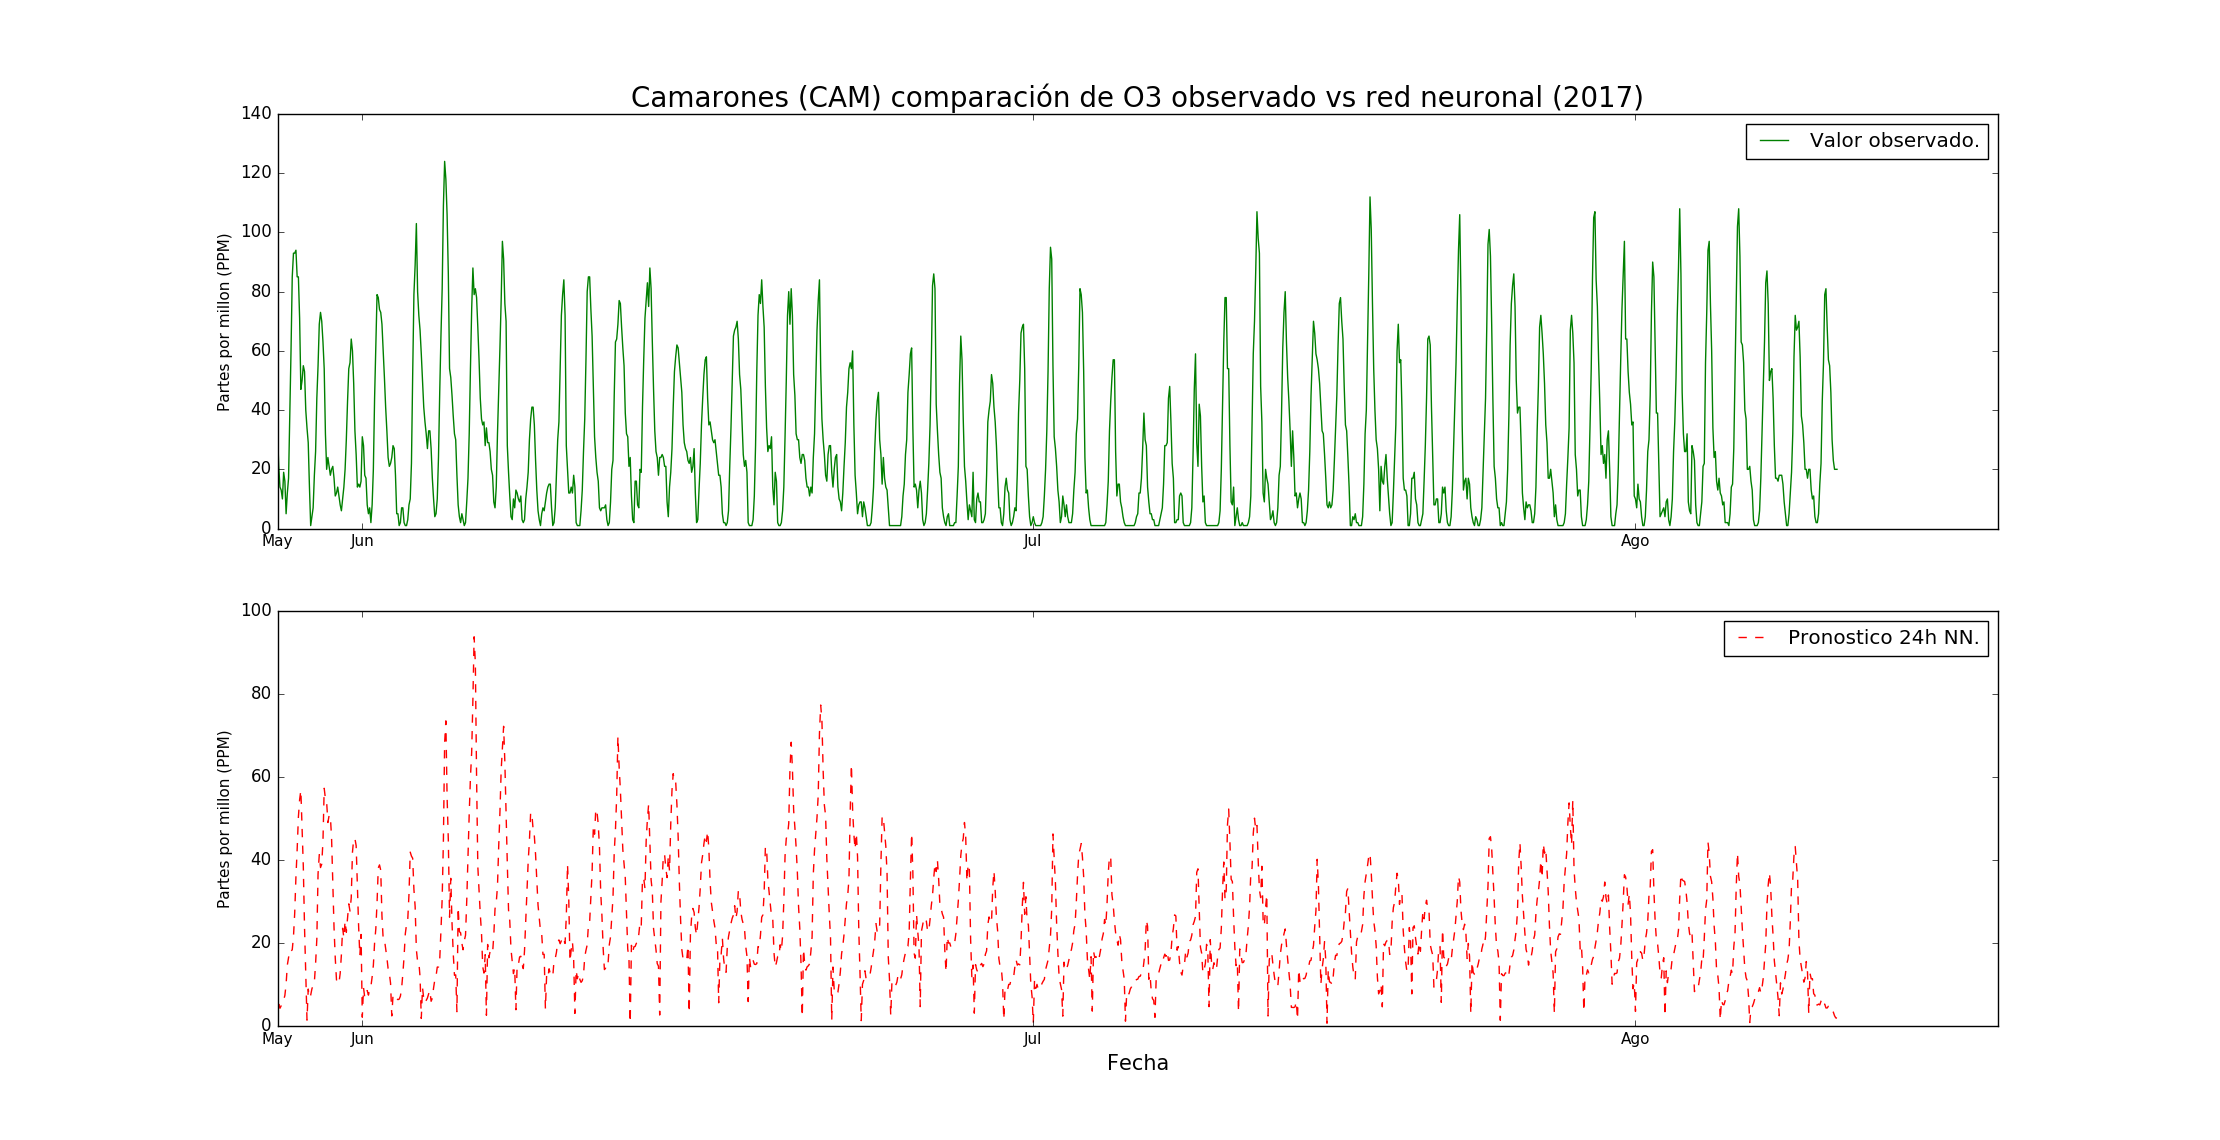 Camarones (CAM) comparación de O3 observado vs red neuronal (2017)
140
120
100
80
60
40
20
0
Partes por millon (PPM)
Valor observado.
May
Jun
Jul
Ago
100
80
60
40
20
0
Partes por millon (PPM)
Pronostico 24h NN.
May
Jun
Jul
Ago
Fecha